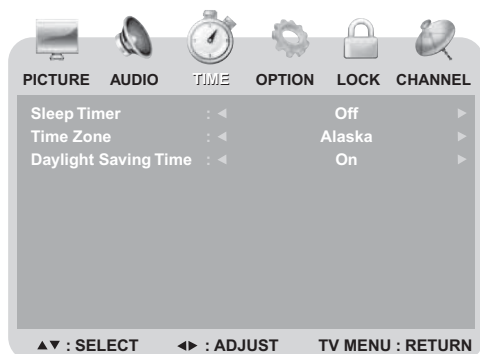 PICTURE AUDIO TIME OPTION LOCK CHANNEL
Sleep Timer : ◀ Off ▶
Time Zone : ◀ Alaska ▶
Daylight Saving Time : ◀ On ▶
▲▼ : SELECT ◀▶ : ADJUST TV MENU : RETURN